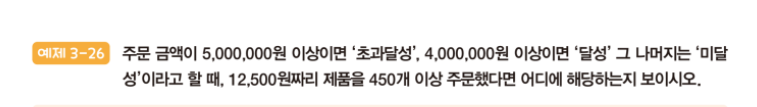 예제 3-26 주문 금액이 5,000,000원 이상이면 ‘초과달성’, 4,000,000원 이상이면 ‘달성’ 그 나머지는 ‘미달
성’이라고 할 때, 12,500원짜리 제품을 450개 이상 주문했다면 어디에 해당하는지 보이시오.